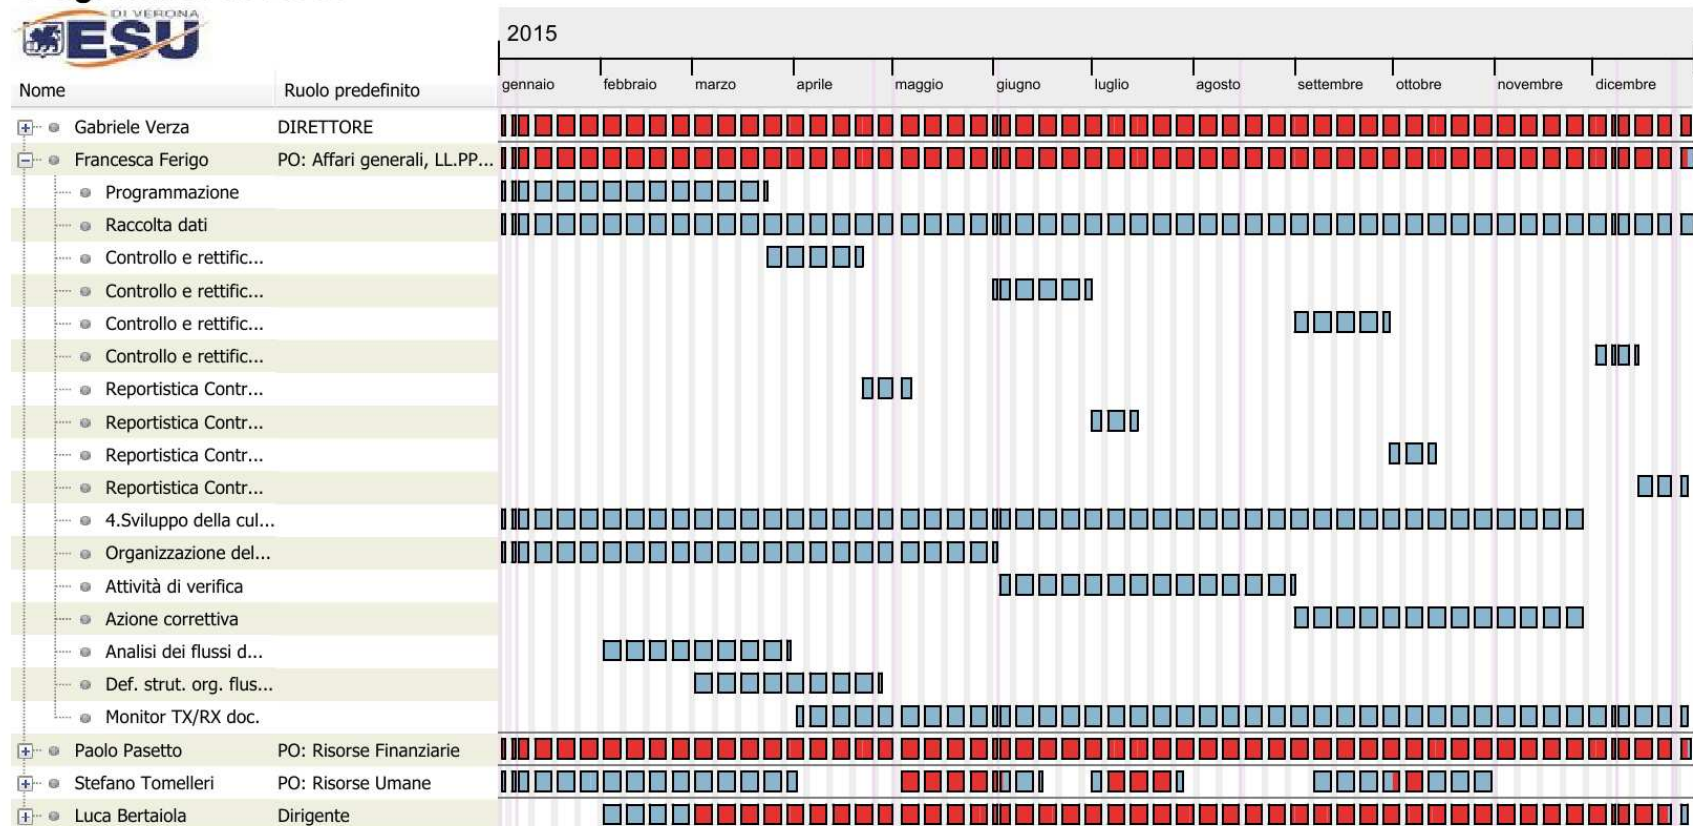 DI VERONA
ESU
2015
Nome Ruolo predefinito gennaio febbraio marzo aprile maggio giugno luglio agosto settembre ottobre novembre dicembre
Gabriele Verza DIRETTORE
Francesca Ferigo PO: Affari generali, LL.PP...
Programmazione
Raccolta dati
Controllo e rettific...
Controllo e rettific...
Controllo e rettific...
Controllo e rettific...
Reportistica Contr...
Reportistica Contr...
Reportistica Contr...
Reportistica Contr...
4.Sviluppo della cul...
Organizzazione del...
Attività di verifica
Azione correttiva
Analisi dei flussi d...
Def. strut. org. flus...
Monitor TX/RX doc.
Paolo Pasetto PO: Risorse Finanziarie
Stefano Tomelleri PO: Risorse Umane
Luca Bertaiola Dirigente